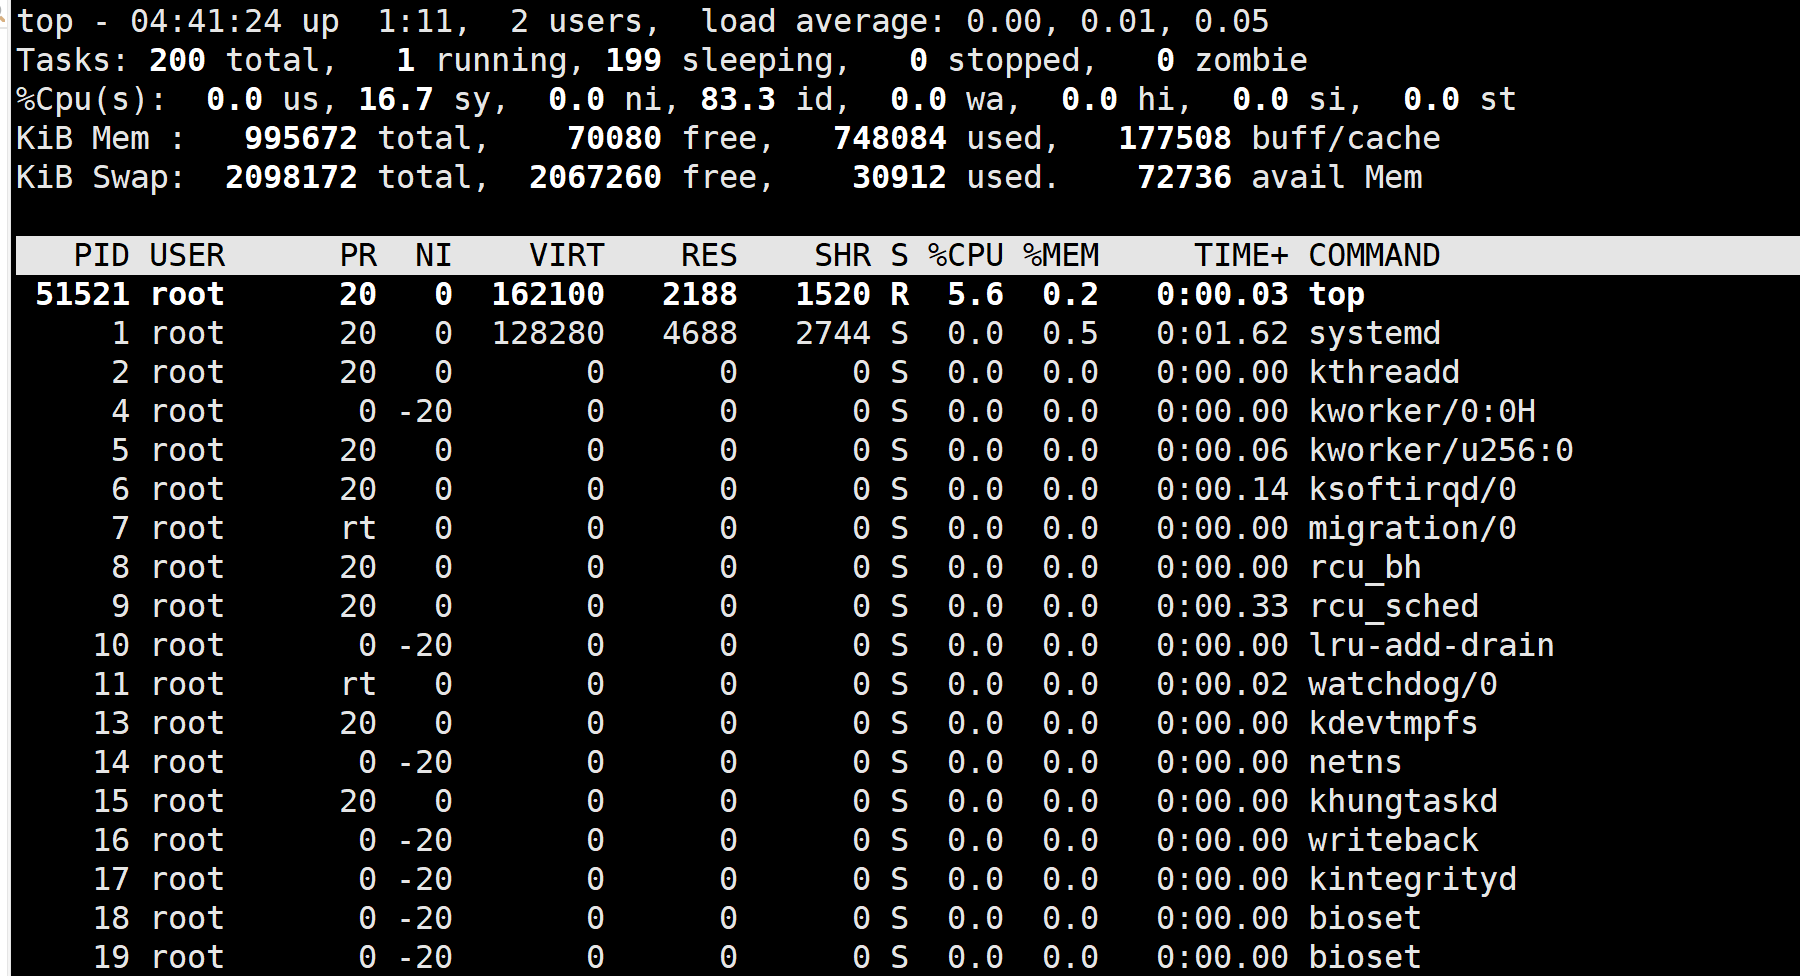 top - 04:41:24 up  1:11,  2 users,  load average: 0.00, 0.01, 0.05
Tasks: 200 total,   1 running, 199 sleeping,   0 stopped,   0 zombie
%Cpu(s):  0.0 us, 16.7 sy,  0.0 ni, 83.3 id,  0.0 wa,  0.0 hi,  0.0 si,  0.0 st
KiB Mem :   995672 total,    70080 free,   748084 used,   177508 buff/cache
KiB Swap:  2098172 total,  2067260 free,    30912 used.    72736 avail Mem
   PID USER      PR  NI    VIRT    RES    SHR S %CPU %MEM     TIME+ COMMAND
 51521 root      20   0  162100   2188   1520 R  5.6  0.2   0:00.03 top
     1 root      20   0  128280   4688   2744 S  0.0  0.5   0:01.62 systemd
     2 root      20   0       0      0      0 S  0.0  0.0   0:00.00 kthreadd
     4 root       0 -20       0      0      0 S  0.0  0.0   0:00.00 kworker/0:0H
     5 root      20   0       0      0      0 S  0.0  0.0   0:00.06 kworker/u256:0
     6 root      20   0       0      0      0 S  0.0  0.0   0:00.14 ksoftirqd/0
     7 root      rt   0       0      0      0 S  0.0  0.0   0:00.00 migration/0
     8 root      20   0       0      0      0 S  0.0  0.0   0:00.00 rcu_bh
     9 root      20   0       0      0      0 S  0.0  0.0   0:00.33 rcu_sched
    10 root       0 -20       0      0      0 S  0.0  0.0   0:00.00 lru-add-drain
    11 root      rt   0       0      0      0 S  0.0  0.0   0:00.02 watchdog/0
    13 root      20   0       0      0      0 S  0.0  0.0   0:00.00 kdevtmpfs
    14 root       0 -20       0      0      0 S  0.0  0.0   0:00.00 netns
    15 root      20   0       0      0      0 S  0.0  0.0   0:00.00 khungtaskd
    16 root       0 -20       0      0      0 S  0.0  0.0   0:00.00 writeback
    17 root       0 -20       0      0      0 S  0.0  0.0   0:00.00 kintegrityd
    18 root       0 -20       0      0      0 S  0.0  0.0   0:00.00 bioset
    19 root       0 -20       0      0      0 S  0.0  0.0   0:00.00 bioset